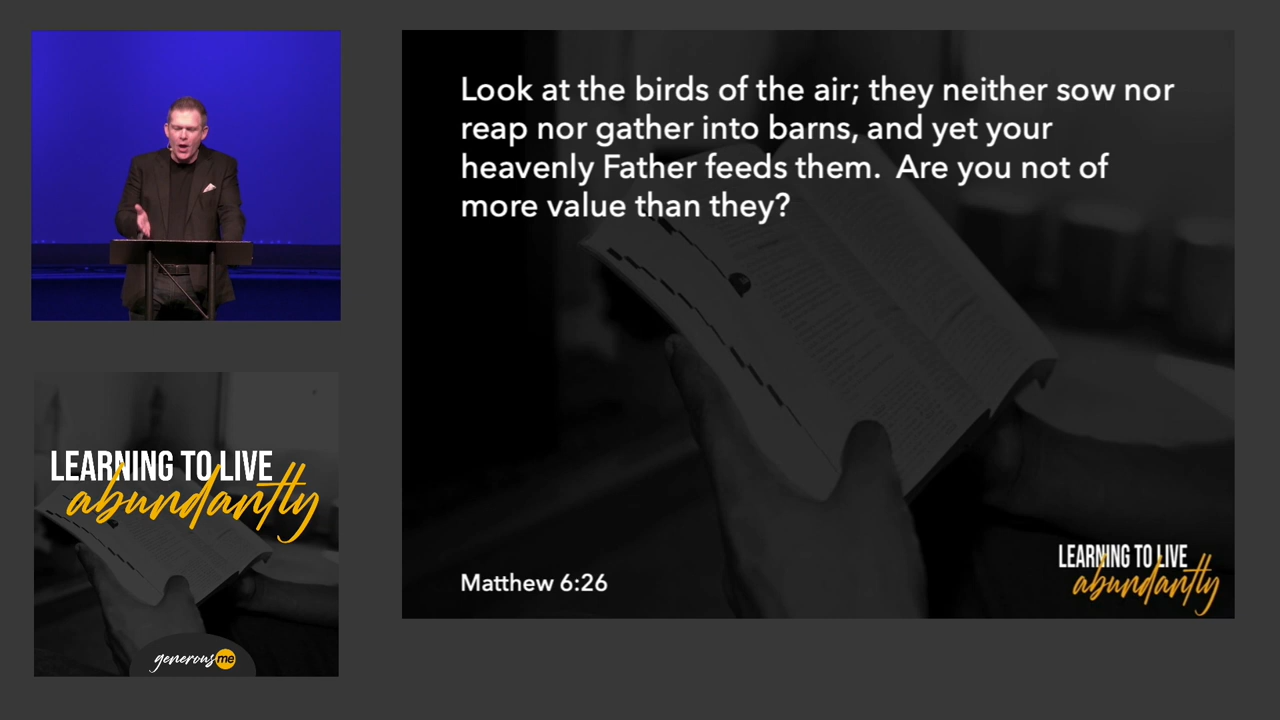 Look at the birds of the air; they neither sow nor
reap nor gather into barns, and yet your
heavenly Father feeds them.  Are you not of
more value than they?
Matthew 6:26
LEARNING TO LIVE
abundantly
LEARNING TO LIVE
abundantly
generous me